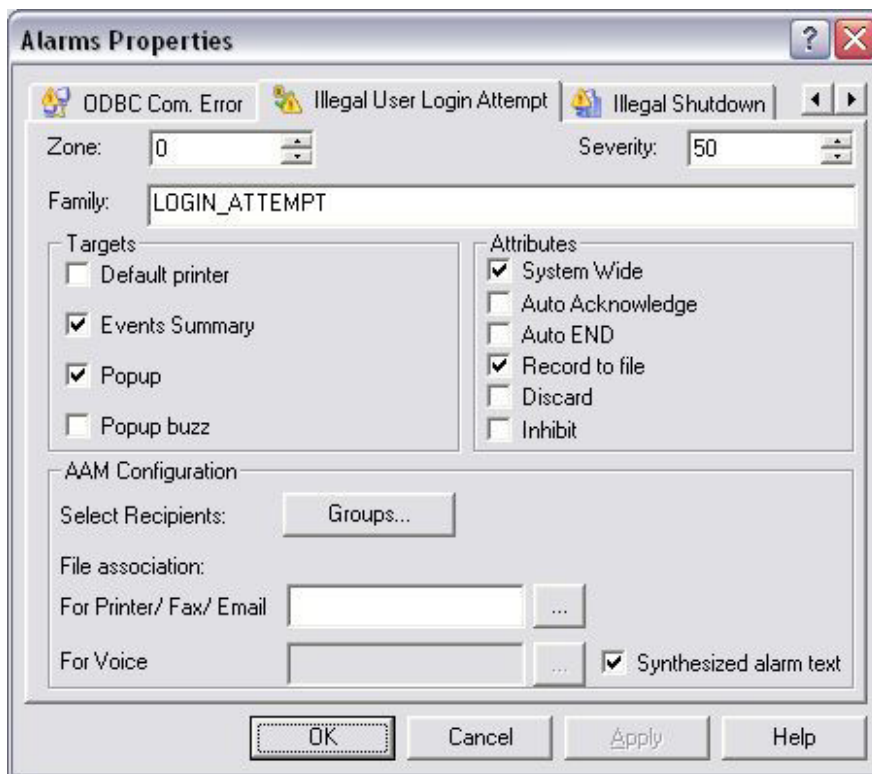 Alarms Properties
ODBC Com. Error Illegal User Login Attempt Illegal Shutdown
Zone: 0 Severity: 50
Family: LOGIN_ATTEMPT
Targets Attributes
Default printer System Wide
Auto Acknowledge
Events Summary Auto END
Popup Record to file
Discard
Popup buzz Inhibit
AAM Configuration
Select Recipients: Groups...
File association:
For Printer/ Fax/ Email ...
For Voice ... Synthesized alarm text
OK Cancel Apply Help